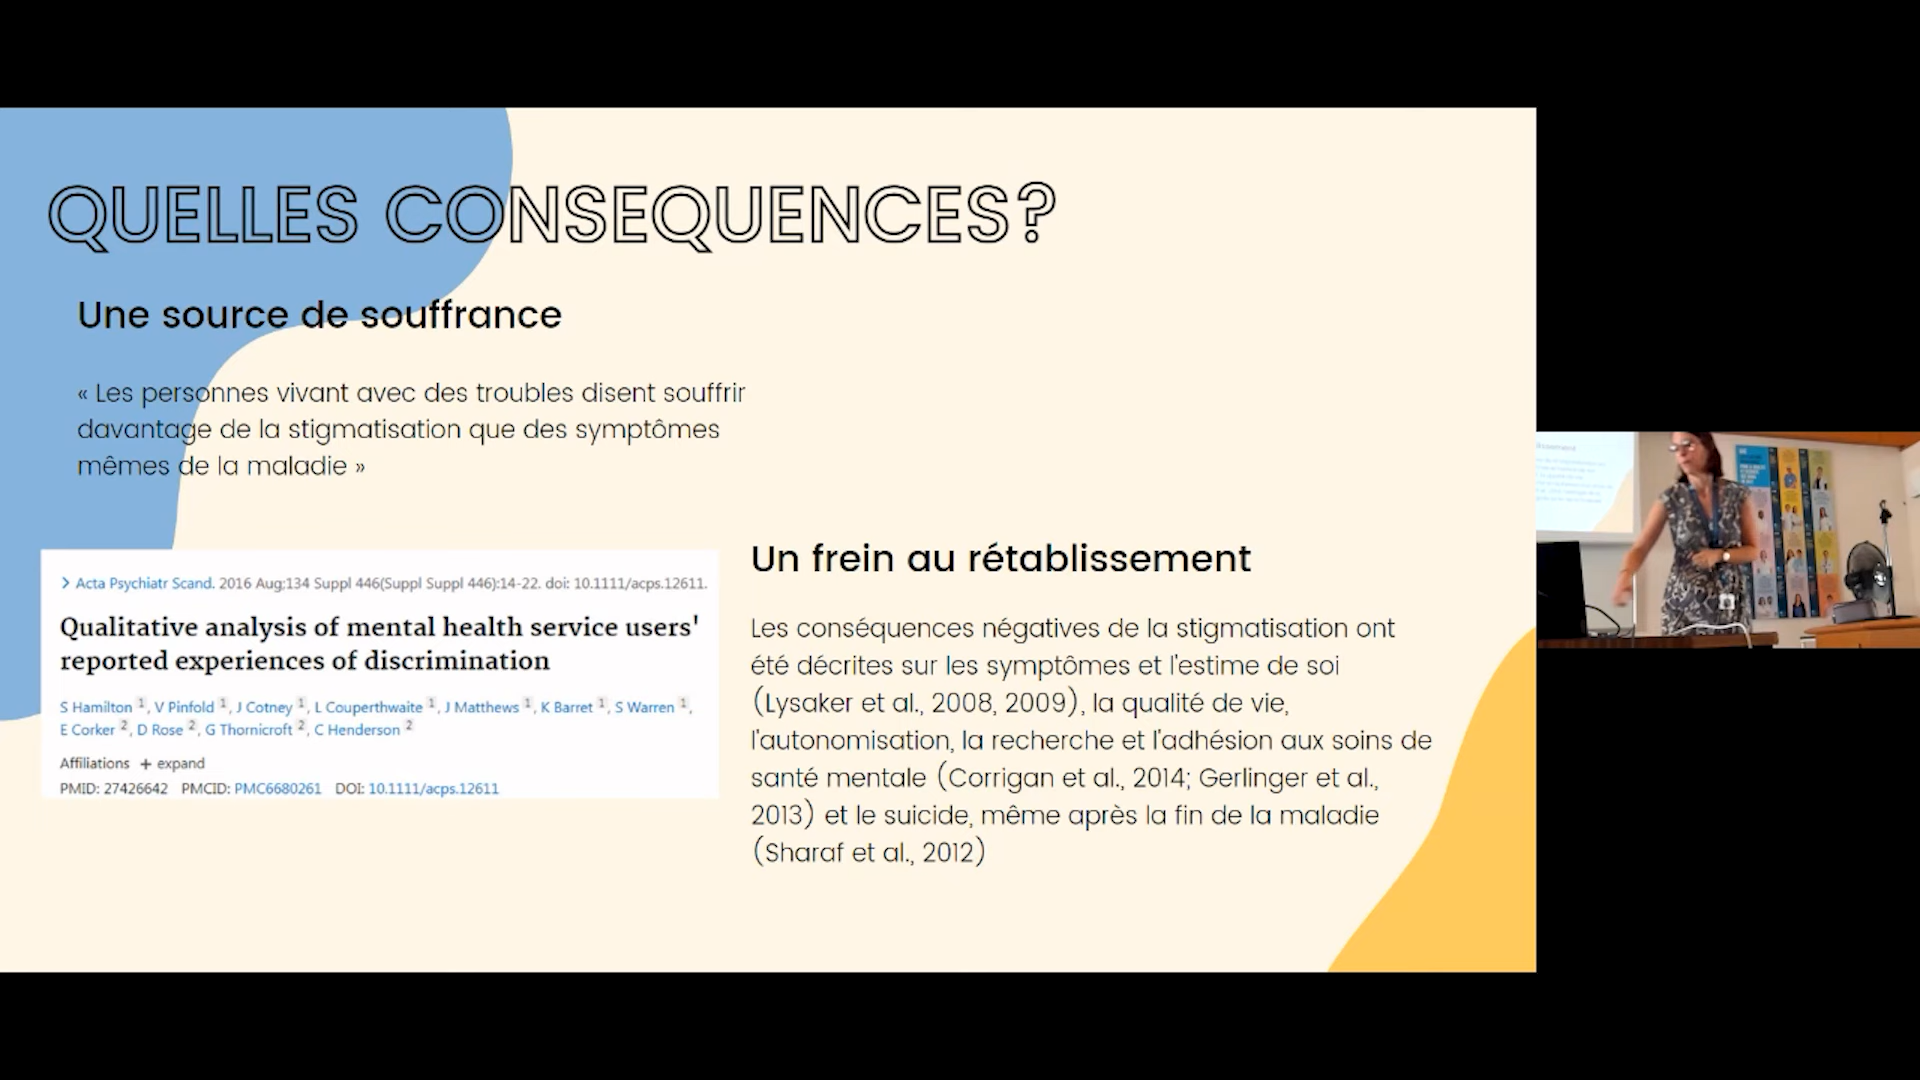 QUELLES CONSEQUENCES?
Une source de souffrance
« Les personnes vivant avec des troubles disent souffrir
davantage de la stigmatisation que des symptômes
mêmes de la maladie »
> Acta Psychiatr Scand. 2016 Aug;134 Suppl 446(Suppl Suppl 446):14-22. doi: 10.1111/acps.12611.
Qualitative analysis of mental health service users'
reported experiences of discrimination
S Hamilton 1, V Pinfold 1, J Cotney 1, L Couperthwaite 1, J Matthews 1, K Barret 1, S Warren 1,
E Corker 2, D Rose 2, G Thornicroft 2, C Henderson 2
Affiliations + expand
PMID: 27426642 PMCID: PMC6680261 DOI: 10.1111/acps.12611
Un frein au rétablissement
Les conséquences négatives de la stigmatisation ont
été décrites sur les symptômes et l'estime de soi
(Lysaker et al., 2008, 2009), la qualité de vie,
l'autonomisation, la recherche et l'adhésion aux soins de
santé mentale (Corrigan et al., 2014; Gerlinger et al.,
2013) et le suicide, même après la fin de la maladie
(Sharaf et al., 2012)